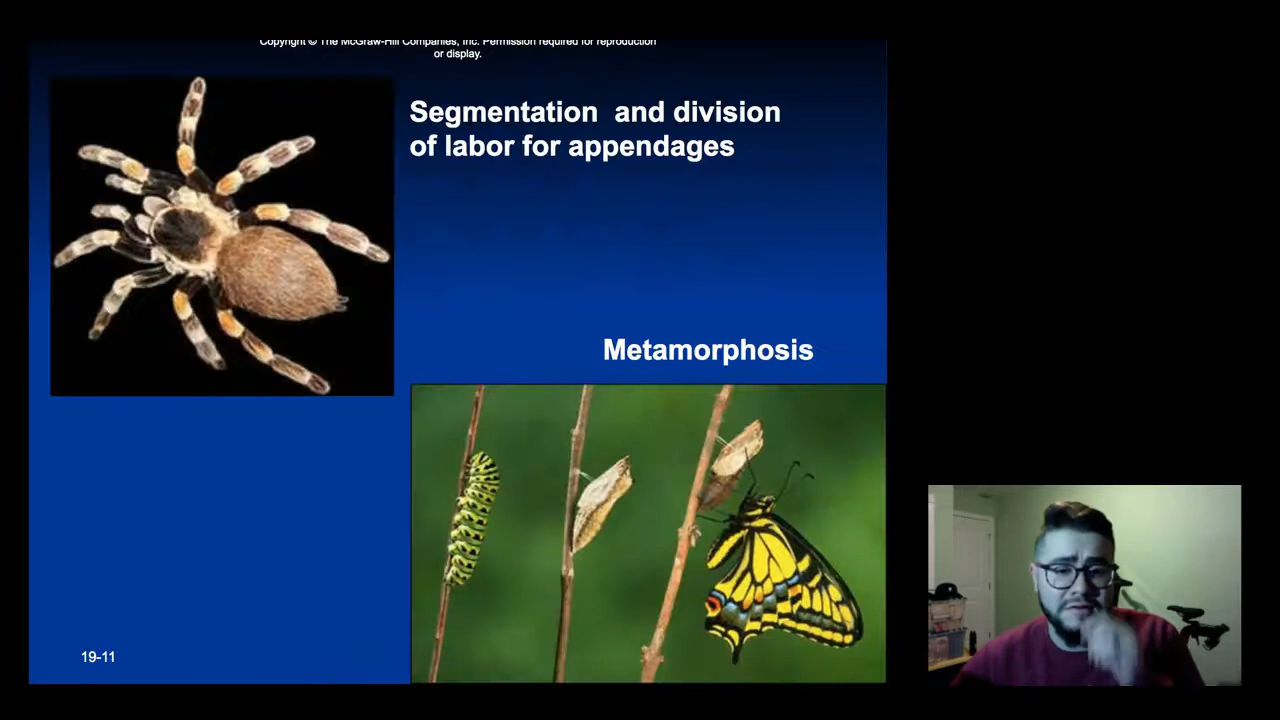 Copyright © The McGraw-Hill Companies, Inc. Permission required for reproduction
or display.
Segmentation and division
of labor for appendages
Metamorphosis
19-11